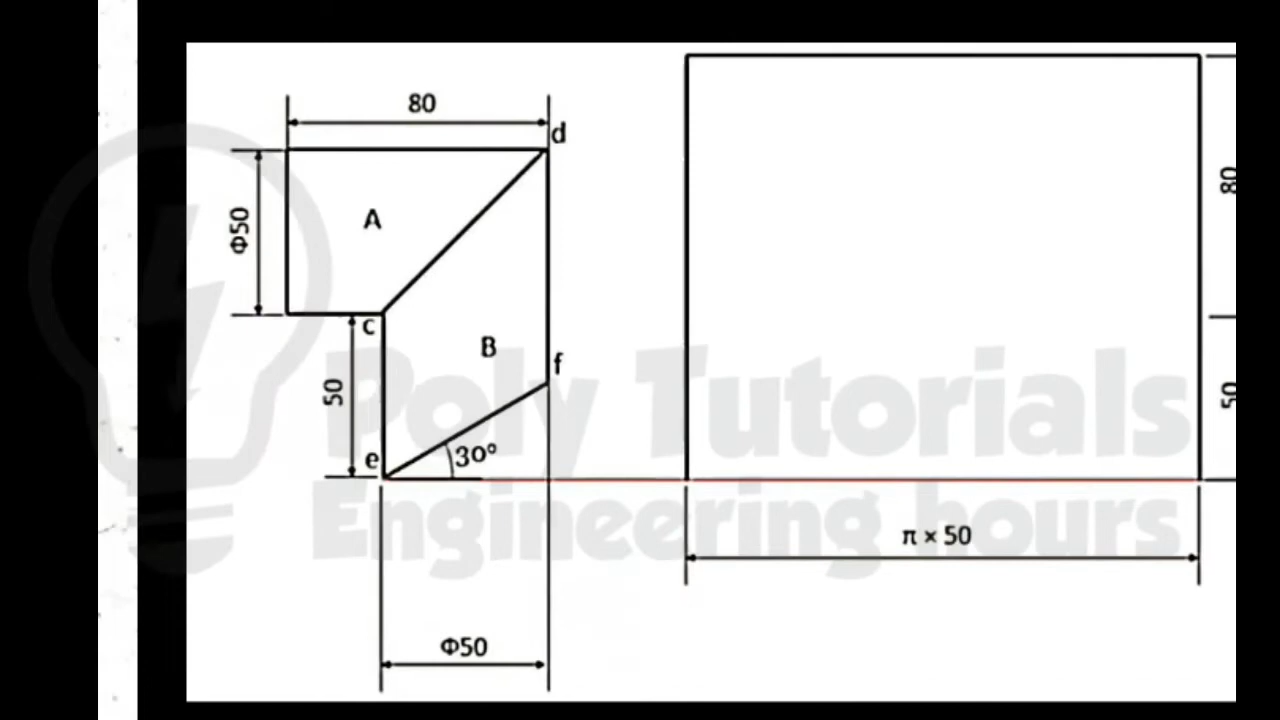 80
d
A
Φ50
80
c
B
f
50
50
e
30°
π × 50
Φ50
Poly Tutorials
Engineering hours